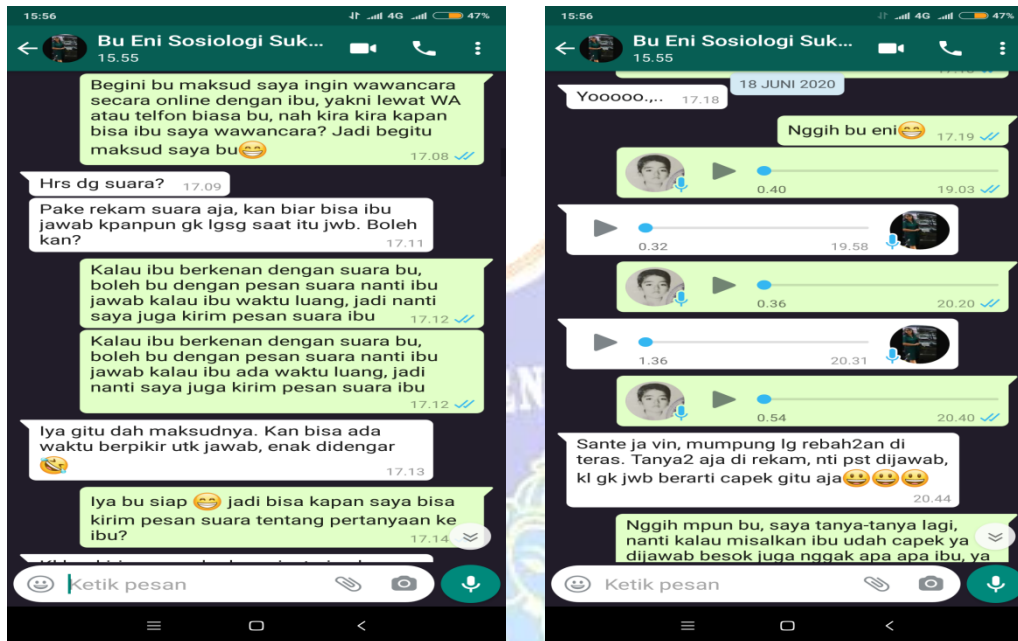 15:56
4G 47%
Bu Eni Sosiologi Suk...
15.55
Begini bu maksud saya ingin wawancara
secara online dengan ibu, yakni lewat WA
atau telfon biasa bu, nah kira kira kapan
bisa ibu saya wawancara? Jadi begitu
maksud saya bu😁
17.08
Hrs dg suara? 17.09
Pake rekam suara aja, kan biar bisa ibu
jawab kpanpun gk lgsg saat itu jwb. Boleh
kan? 17.11
Kalau ibu berkenan dengan suara bu,
boleh bu dengan pesan suara nanti ibu
jawab kalau ibu waktu luang, jadi nanti
saya juga kirim pesan suara ibu 17.12
Kalau ibu berkenan dengan suara bu,
boleh bu dengan pesan suara nanti ibu
jawab kalau ibu ada waktu luang, jadi
nanti saya juga kirim pesan suara ibu
17.12
Iya gitu dah maksudnya. Kan bisa ada
waktu berpikir utk jawab, enak didengar
🤣 17.13
Iya bu siap 😁 jadi bisa kapan saya bisa
kirim pesan suara tentang pertanyaan ke
ibu? 17.14
Ketik pesan
15:56
4G 47%
Bu Eni Sosiologi Suk...
15.55
18 JUNI 2020
Yooooo.,.. 17.18
Nggih bu eni😁 17.19
0.40 19.03
0.32 19.58
0.36 20.20
1.36 20.31
0.54 20.40
Sante ja vin, mumpung lg rebah2an di
teras. Tanya2 aja di rekam, nti pst dijawab,
kl gk jwb berarti capek gitu aja😀😀😀
20.44
Nggih mpun bu, saya tanya-tanya lagi,
nanti kalau misalkan ibu udah capek ya
dijawab besok juga nggak apa apa ibu, ya
Ketik pesan